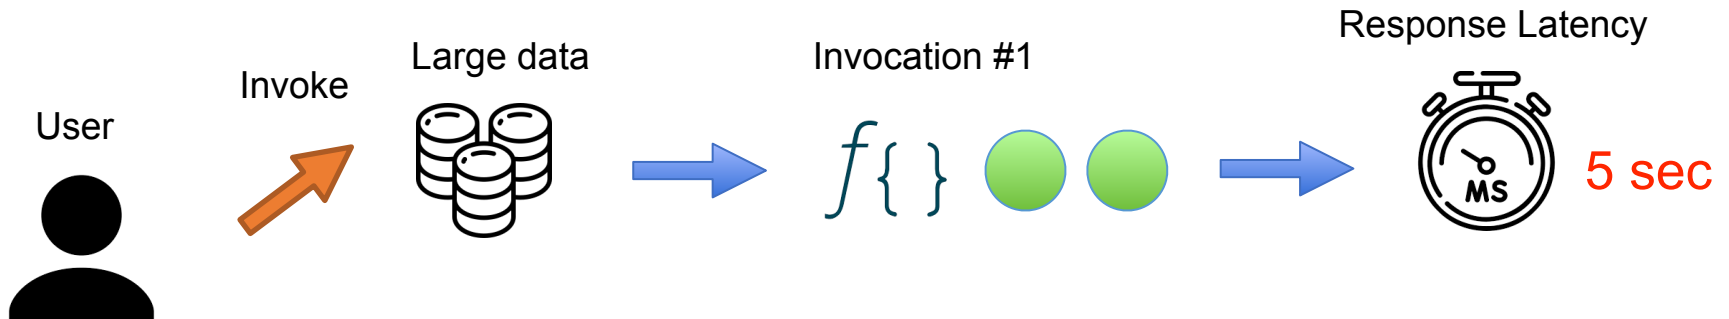 User
Invoke
Large data
Invocation #1
f{ }
Response Latency
MS
5 sec